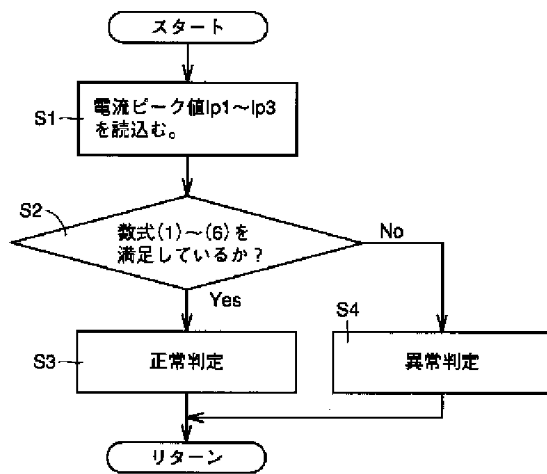 スタート
S1
電流ピーク値Ip1～Ip3
を読込む。
S2
数式(1)～(6)を
満足しているか？
No
Yes
S3
正常判定
S4
異常判定
リターン